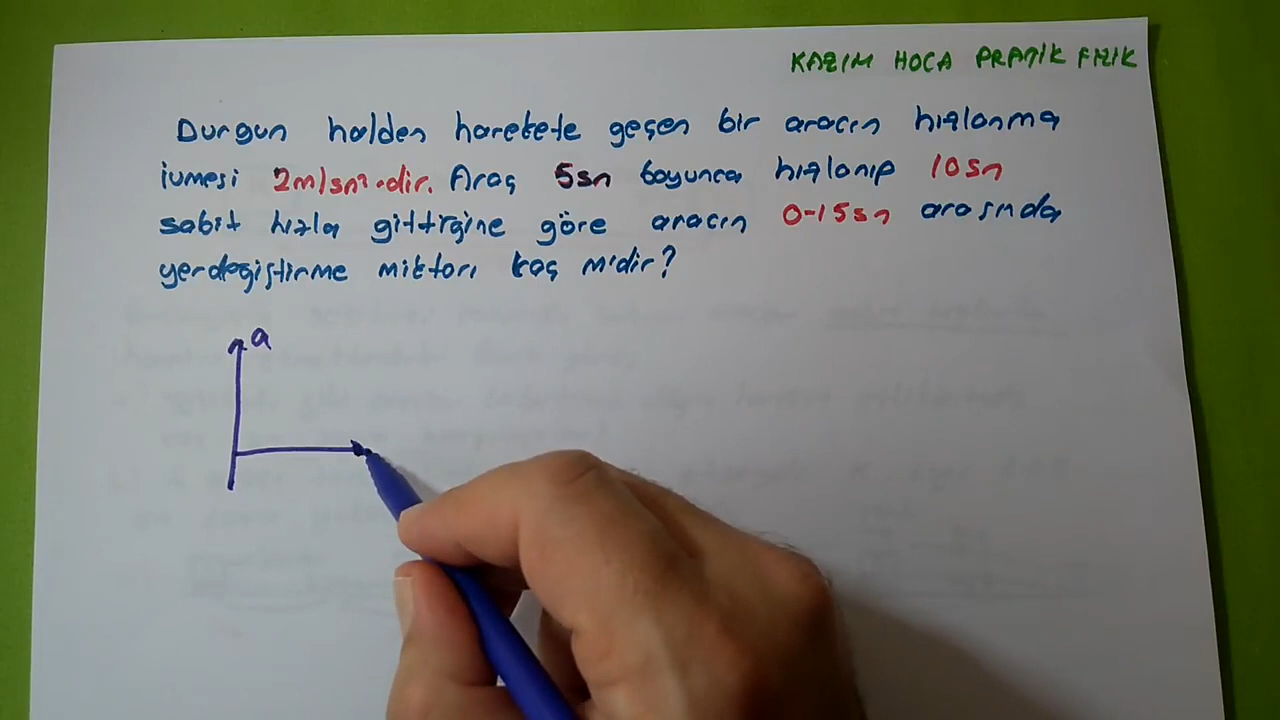 KAZIM HOCA PRATİK FİZİK
Durgun halden harekete geçen bir aracın hızlanma
ivmesi 2m/sn² dir. Araç 5sn boyunca hızlanıp 10sn
sabit hızla gittiğine göre aracın 0-15sn arasında
yerdeğiştirme miktarı kaç m'dir?
a